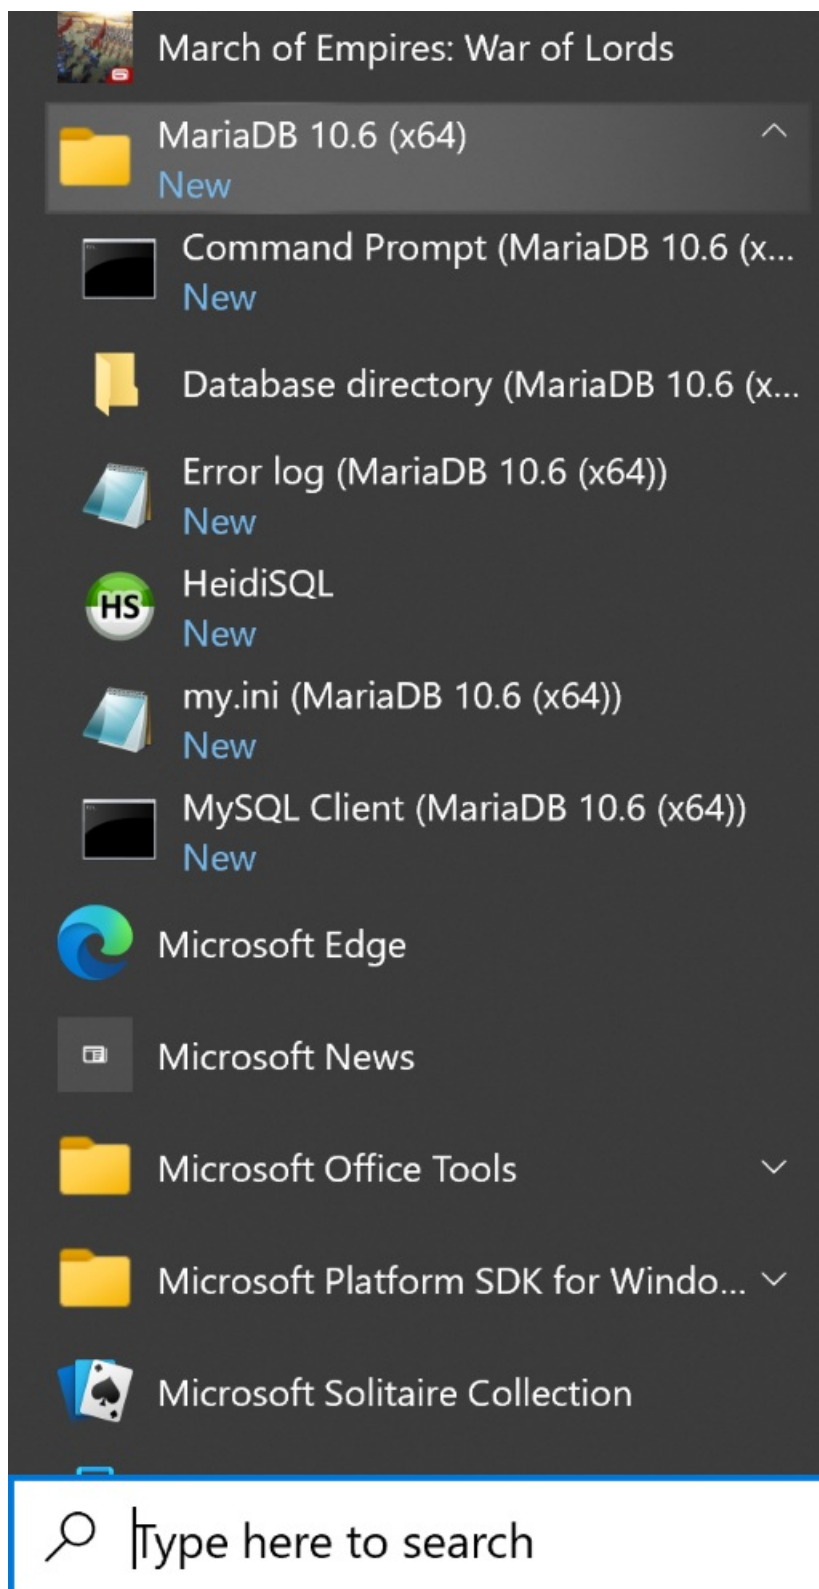 March of Empires: War of Lords
MariaDB 10.6 (x64)
New
Command Prompt (MariaDB 10.6 (x...
New
Database directory (MariaDB 10.6 (x...
Error log (MariaDB 10.6 (x64))
New
HS
HeidiSQL
New
my.ini (MariaDB 10.6 (x64))
New
MySQL Client (MariaDB 10.6 (x64))
New
Microsoft Edge
Microsoft News
Microsoft Office Tools
Microsoft Platform SDK for Windo...
Microsoft Solitaire Collection
Type here to search